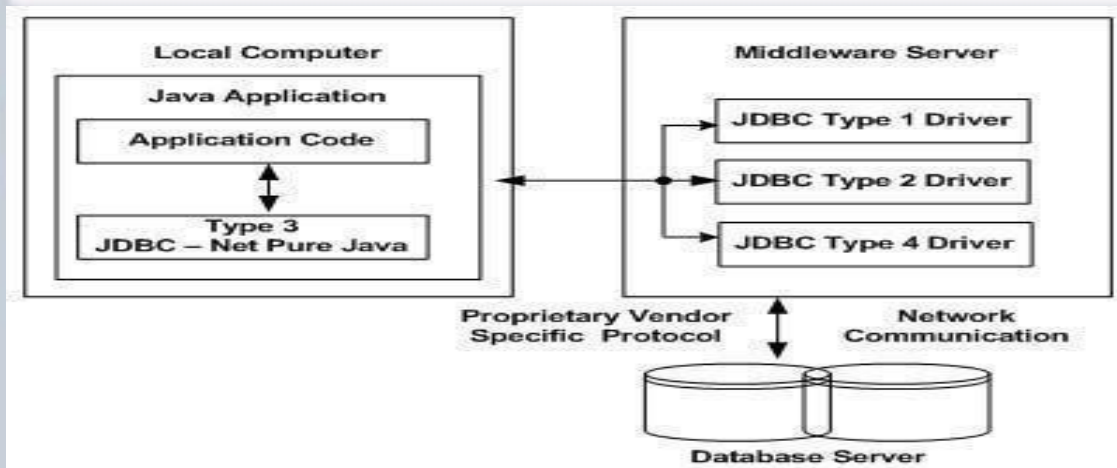 Local Computer
Java Application
Application Code
Type 3
JDBC – Net Pure Java
Middleware Server
JDBC Type 1 Driver
JDBC Type 2 Driver
JDBC Type 4 Driver
Proprietary Vendor
Specific Protocol
Network
Communication
Database Server